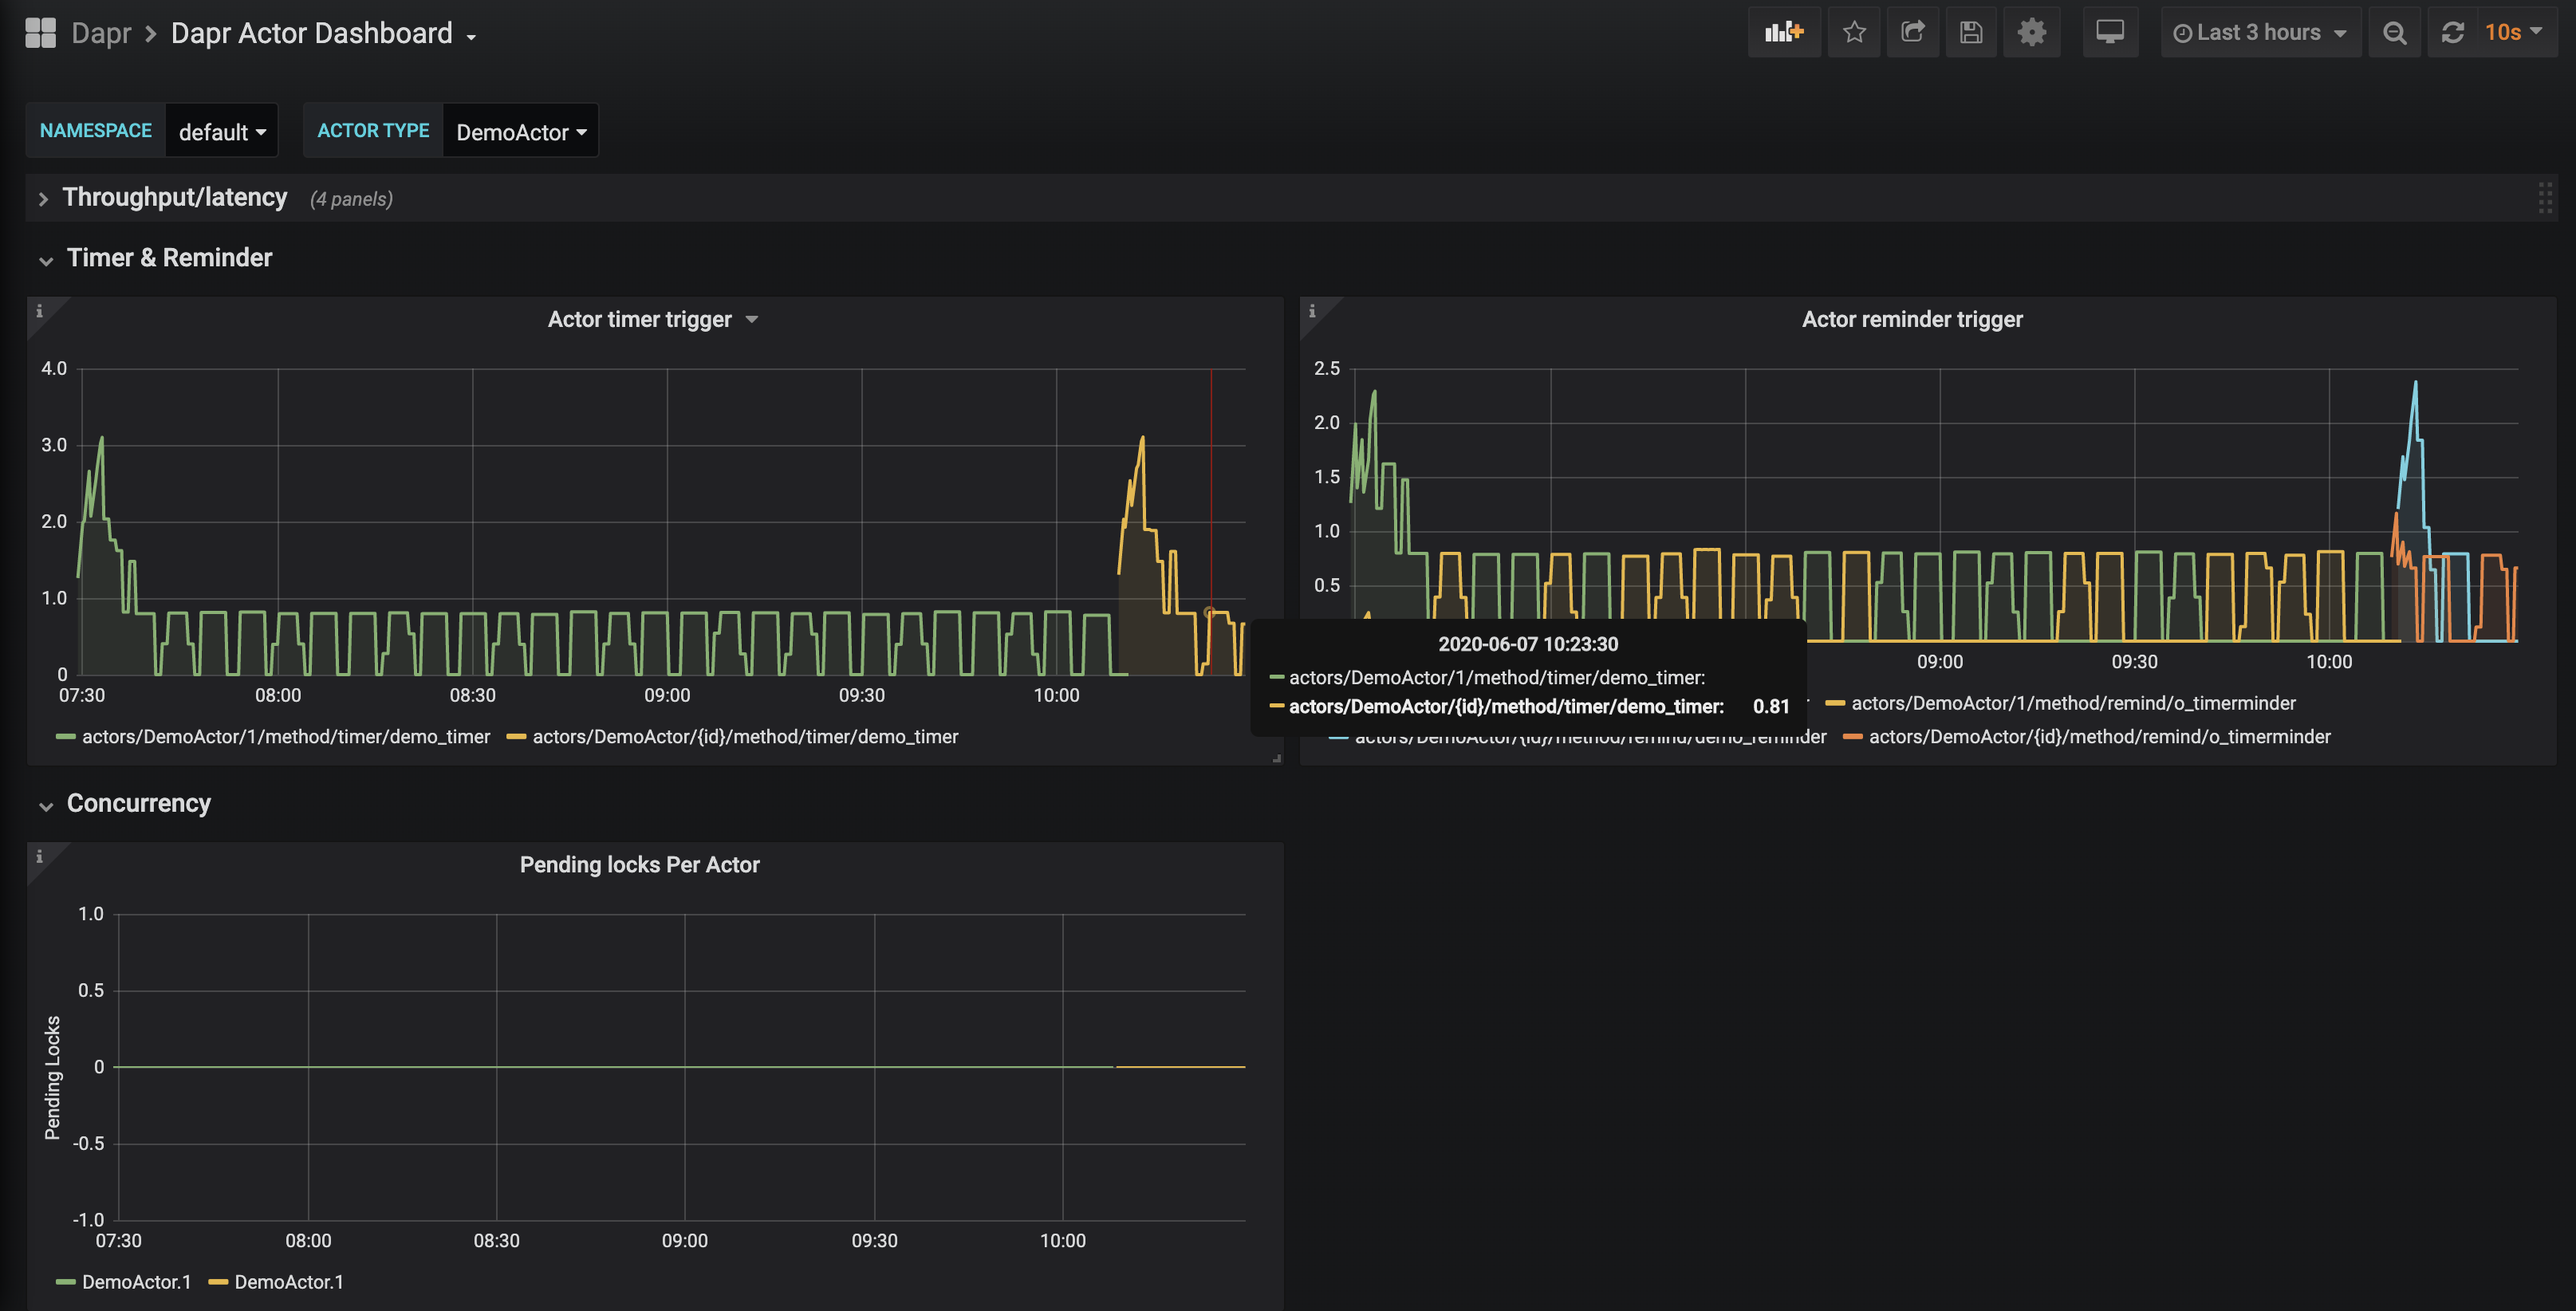 Dapr > Dapr Actor Dashboard
Last 3 hours
10s
NAMESPACE default
ACTOR TYPE DemoActor
Throughput/latency (4 panels)
Timer & Reminder
Actor timer trigger
4.0
3.0
2.0
1.0
0
07:30 08:00 08:30 09:00 09:30 10:00
actors/DemoActor/1/method/timer/demo_timer actors/DemoActor/{id}/method/timer/demo_timer
Actor reminder trigger
2.5
2.0
1.5
1.0
0.5
09:00 09:30 10:00
actors/DemoActor/1/method/remind/o_timerminder
actors/DemoActor/{id}/method/remind/demo_reminder actors/DemoActor/{id}/method/remind/o_timerminder
2020-06-07 10:23:30
actors/DemoActor/1/method/timer/demo_timer:
actors/DemoActor/{id}/method/timer/demo_timer: 0.81
Concurrency
Pending locks Per Actor
Pending Locks
1.0
0.5
0
-0.5
-1.0
07:30 08:00 08:30 09:00 09:30 10:00
DemoActor.1 DemoActor.1